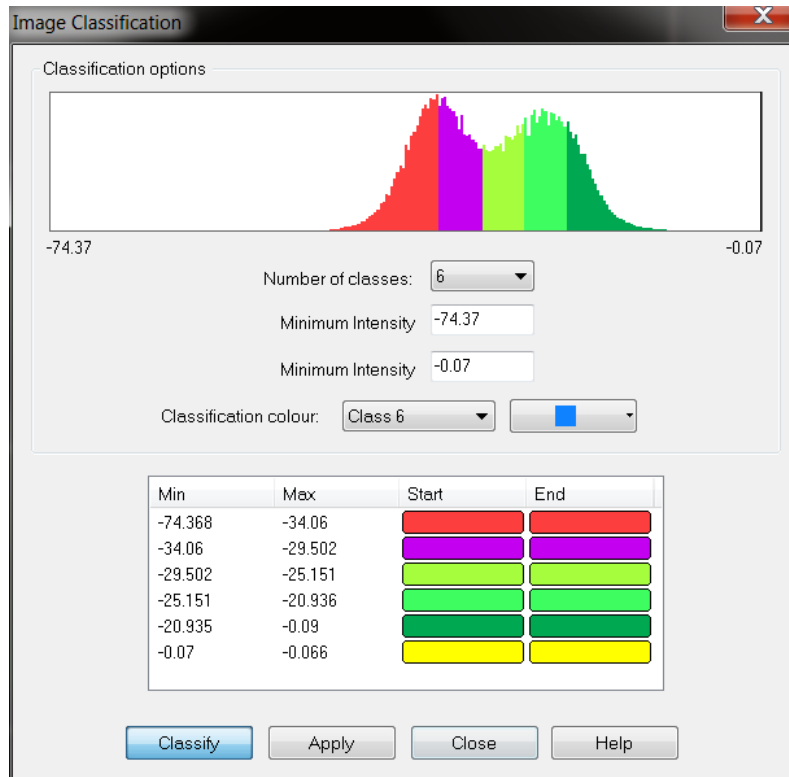 Image Classification
X
Classification options
-74.37 -0.07
Number of classes: 6
Minimum Intensity -74.37
Minimum Intensity -0.07
Classification colour: Class 6
Min Max Start End
-74.368 -34.06
-34.06 -29.502
-29.502 -25.151
-25.151 -20.936
-20.935 -0.09
-0.07 -0.066
Classify Apply Close Help